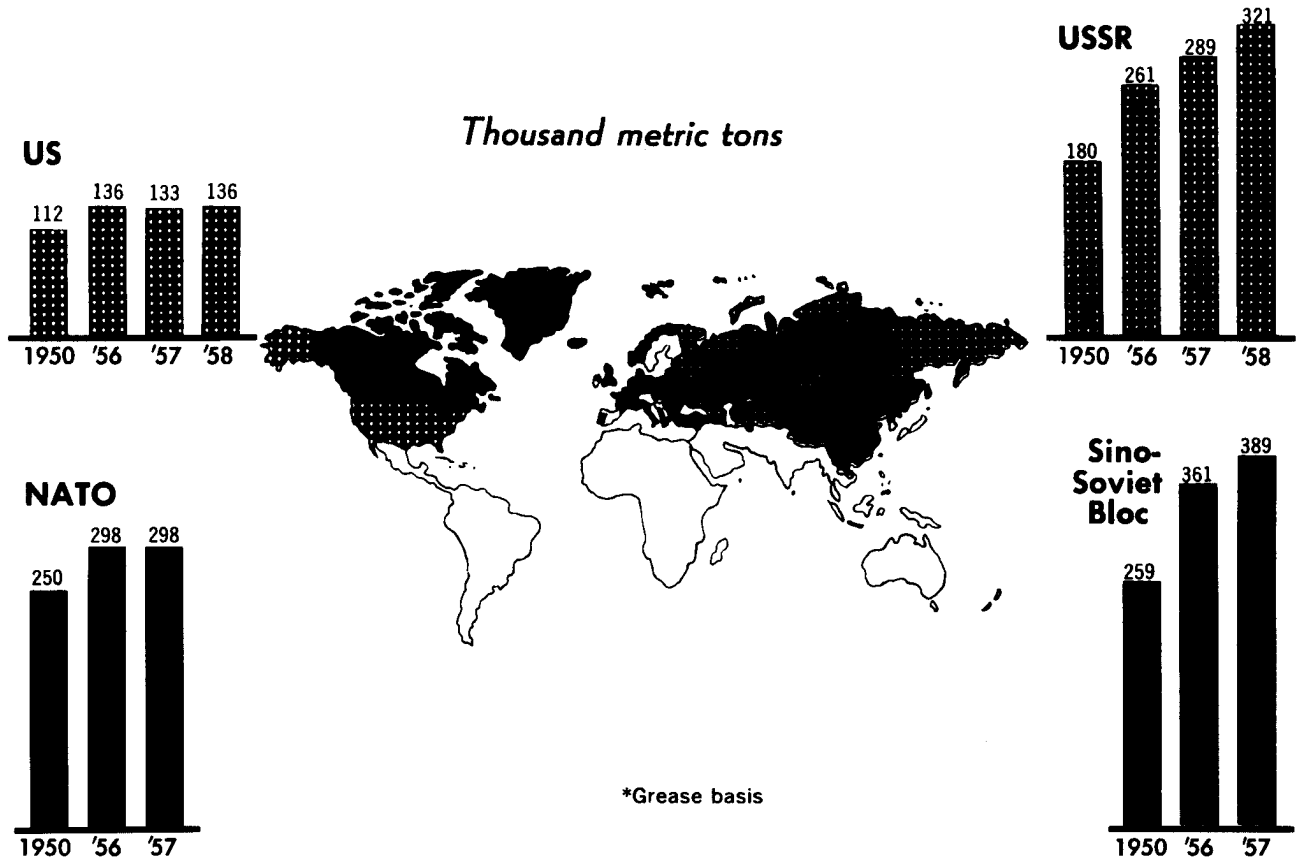 Thousand metric tons
US
112 136 133 136
1950 '56 '57 '58
USSR
180 261 289 321
1950 '56 '57 '58
NATO
250 298 298
1950 '56 '57
Sino-
Soviet
Bloc
259 361 389
1950 '56 '57
*Grease basis